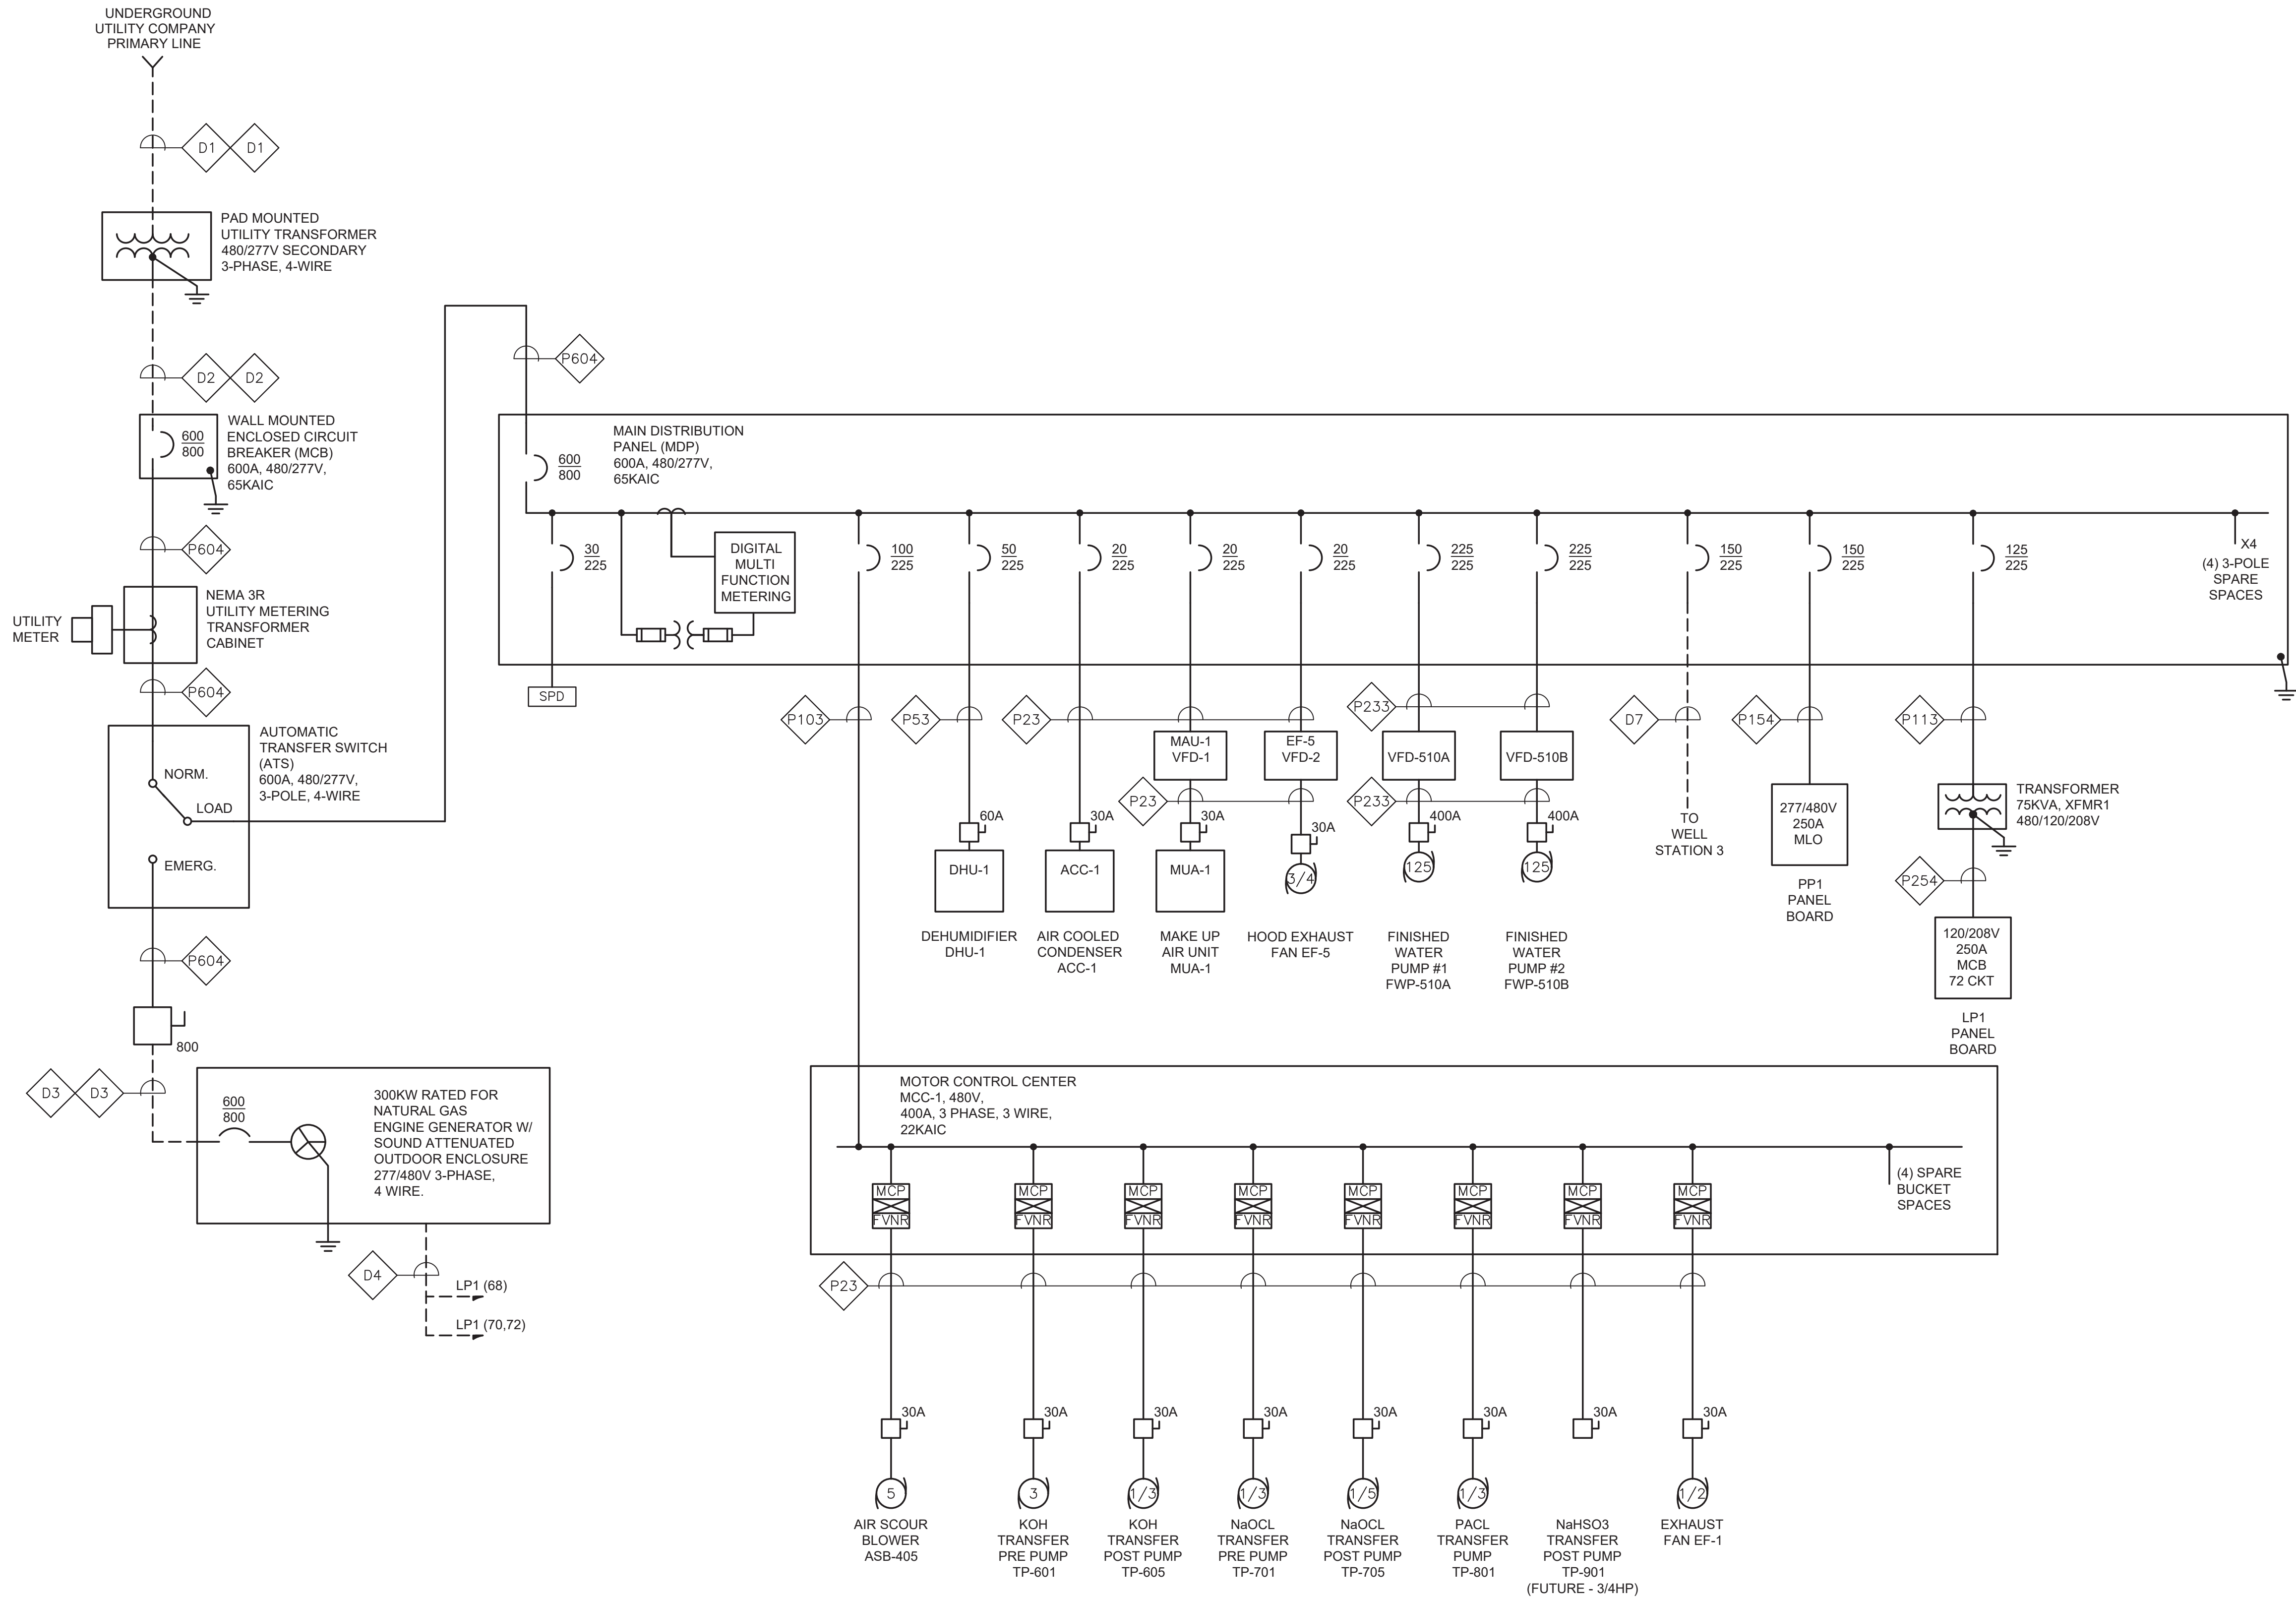 UNDERGROUND
UTILITY COMPANY
PRIMARY LINE
D1
D1
PAD MOUNTED
UTILITY TRANSFORMER
480/277V SECONDARY
3-PHASE, 4-WIRE
D2
D2
WALL MOUNTED
ENCLOSED CIRCUIT
BREAKER (MCB)
600A, 480/277V,
65KAIC
600
800
P604
NEMA 3R
UTILITY METERING
TRANSFORMER
CABINET
UTILITY
METER
P604
AUTOMATIC
TRANSFER SWITCH
(ATS)
600A, 480/277V,
3-POLE, 4-WIRE
NORM.
LOAD
EMERG.
P604
800
D3
D3
600
800
300KW RATED FOR
NATURAL GAS
ENGINE GENERATOR W/
SOUND ATTENUATED
OUTDOOR ENCLOSURE
277/480V 3-PHASE,
4 WIRE.
D4
LP1 (68)
LP1 (70,72)
P604
MAIN DISTRIBUTION
PANEL (MDP)
600A, 480/277V,
65KAIC
600
800
30
225
DIGITAL
MULTI
FUNCTION
METERING
100
225
50
225
20
225
20
225
20
225
225
225
225
225
150
225
150
225
125
225
X4
(4) 3-POLE
SPARE
SPACES
SPD
P103
P53
P23
P233
D7
P154
P113
MAU-1
VFD-1
EF-5
VFD-2
VFD-510A
VFD-510B
P23
P233
60A
30A
30A
30A
400A
400A
DHU-1
ACC-1
MUA-1
3/4
125
125
DEHUMIDIFIER
DHU-1
AIR COOLED
CONDENSER
ACC-1
MAKE UP
AIR UNIT
MUA-1
HOOD EXHAUST
FAN EF-5
FINISHED
WATER
PUMP #1
FWP-510A
FINISHED
WATER
PUMP #2
FWP-510B
TO
WELL
STATION 3
277/480V
250A
MLO
PP1
PANEL
BOARD
TRANSFORMER
75KVA, XFMR1
480/120/208V
P254
120/208V
250A
MCB
72 CKT
LP1
PANEL
BOARD
MOTOR CONTROL CENTER
MCC-1, 480V,
400A, 3 PHASE, 3 WIRE,
22KAIC
MCP
FVNR
MCP
FVNR
MCP
FVNR
MCP
FVNR
MCP
FVNR
MCP
FVNR
MCP
FVNR
MCP
FVNR
(4) SPARE
BUCKET
SPACES
P23
30A
30A
30A
30A
30A
30A
30A
30A
5
3
1/3
1/3
1/5
1/3
1/2
AIR SCOUR
BLOWER
ASB-405
KOH
TRANSFER
PRE PUMP
TP-601
KOH
TRANSFER
POST PUMP
TP-605
NaOCL
TRANSFER
PRE PUMP
TP-701
NaOCL
TRANSFER
POST PUMP
TP-705
PACL
TRANSFER
PUMP
TP-801
NaHSO3
TRANSFER
POST PUMP
TP-901
(FUTURE - 3/4HP)
EXHAUST
FAN EF-1